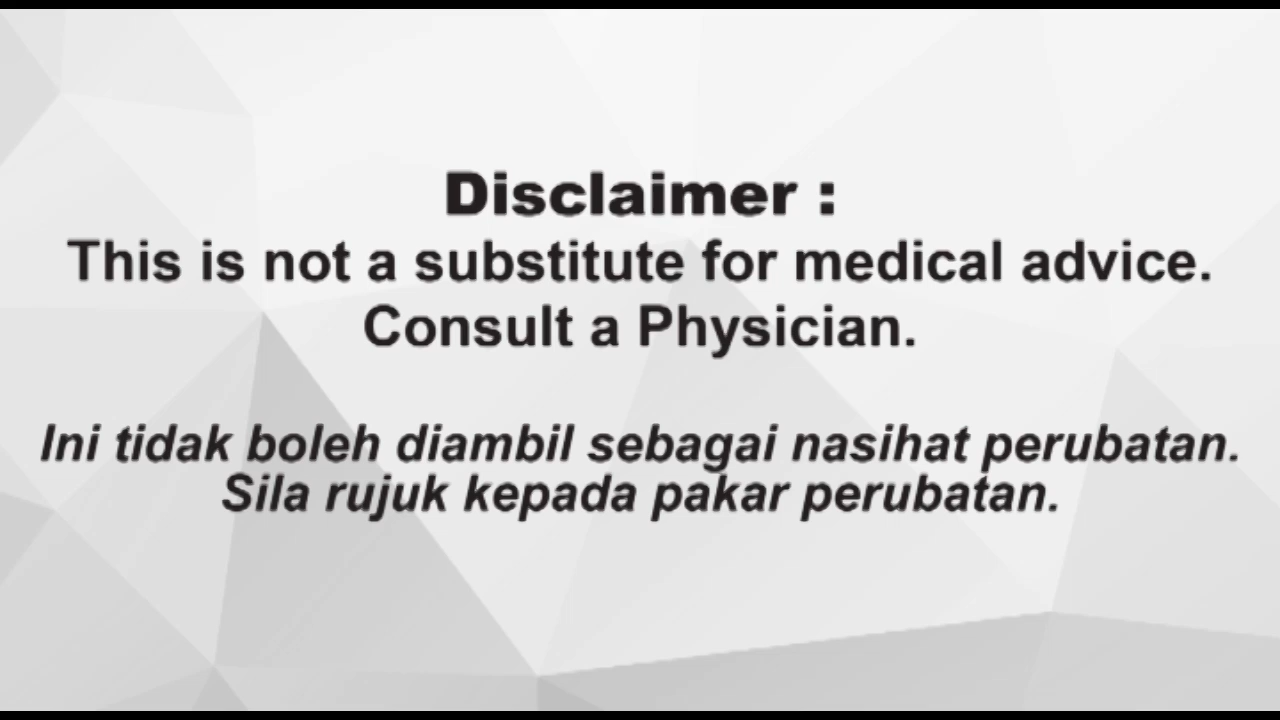 Disclaimer :
This is not a substitute for medical advice.
Consult a Physician.
Ini tidak boleh diambil sebagai nasihat perubatan.
Sila rujuk kepada pakar perubatan.